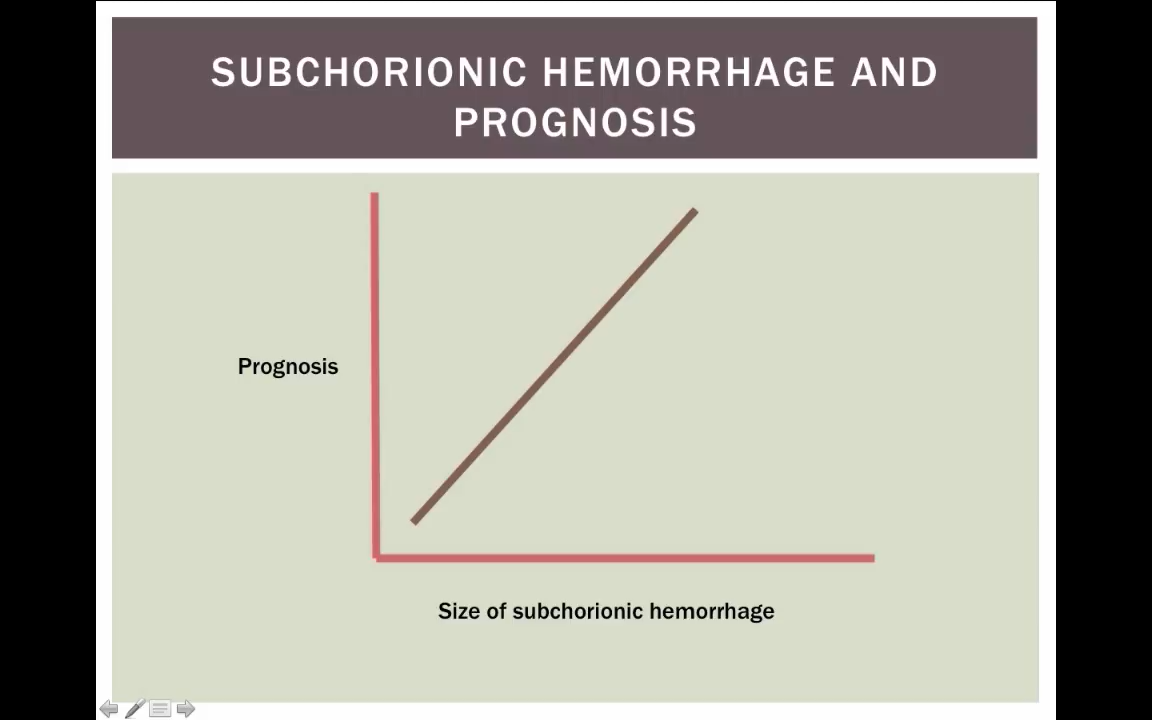 SUBCHORIONIC HEMORRHAGE AND
PROGNOSIS
Prognosis
Size of subchorionic hemorrhage